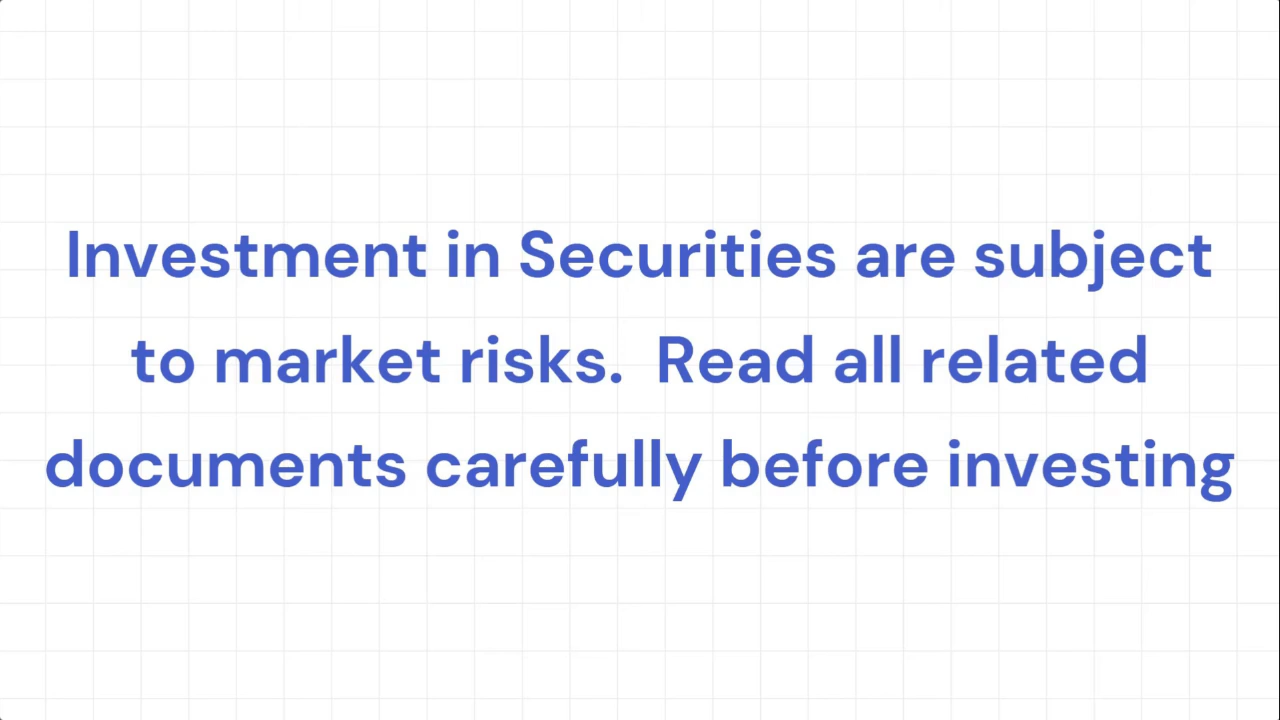 Investment in Securities are subject
to market risks.  Read all related
documents carefully before investing